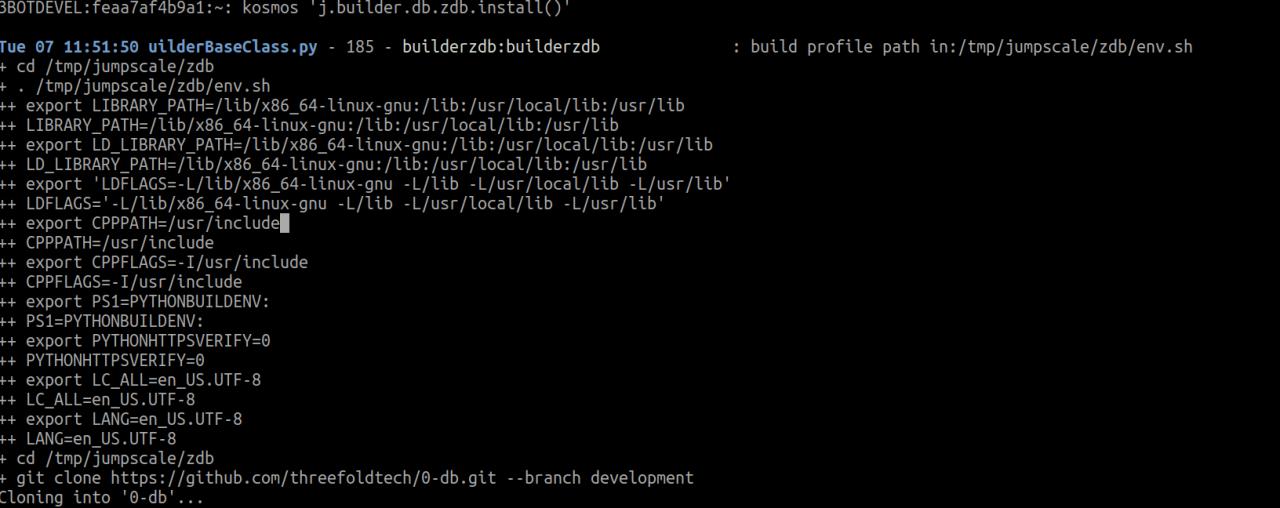 3BOTDEVEL:feaa7af4b9a1:~: kosmos 'j.builder.db.zdb.install()'
Tue 07 11:51:50 uilderBaseClass.py - 185 - builderzdb:builderzdb : build profile path in:/tmp/jumpscale/zdb/env.sh
+ cd /tmp/jumpscale/zdb
+ . /tmp/jumpscale/zdb/env.sh
++ export LIBRARY_PATH=/lib/x86_64-linux-gnu:/lib:/usr/local/lib:/usr/lib
++ LIBRARY_PATH=/lib/x86_64-linux-gnu:/lib:/usr/local/lib:/usr/lib
++ export LD_LIBRARY_PATH=/lib/x86_64-linux-gnu:/lib:/usr/local/lib:/usr/lib
++ LD_LIBRARY_PATH=/lib/x86_64-linux-gnu:/lib:/usr/local/lib:/usr/lib
++ export 'LDFLAGS=-L/lib/x86_64-linux-gnu -L/lib -L/usr/local/lib -L/usr/lib'
++ LDFLAGS='-L/lib/x86_64-linux-gnu -L/lib -L/usr/local/lib -L/usr/lib'
++ export CPPPATH=/usr/include
++ CPPPATH=/usr/include
++ export CPPFLAGS=-I/usr/include
++ CPPFLAGS=-I/usr/include
++ export PS1=PYTHONBUILDENV:
++ PS1=PYTHONBUILDENV:
++ export PYTHONHTTPSVERIFY=0
++ PYTHONHTTPSVERIFY=0
++ export LC_ALL=en_US.UTF-8
++ LC_ALL=en_US.UTF-8
++ export LANG=en_US.UTF-8
++ LANG=en_US.UTF-8
+ cd /tmp/jumpscale/zdb
+ git clone https://github.com/threefoldtech/0-db.git --branch development
Cloning into '0-db'...